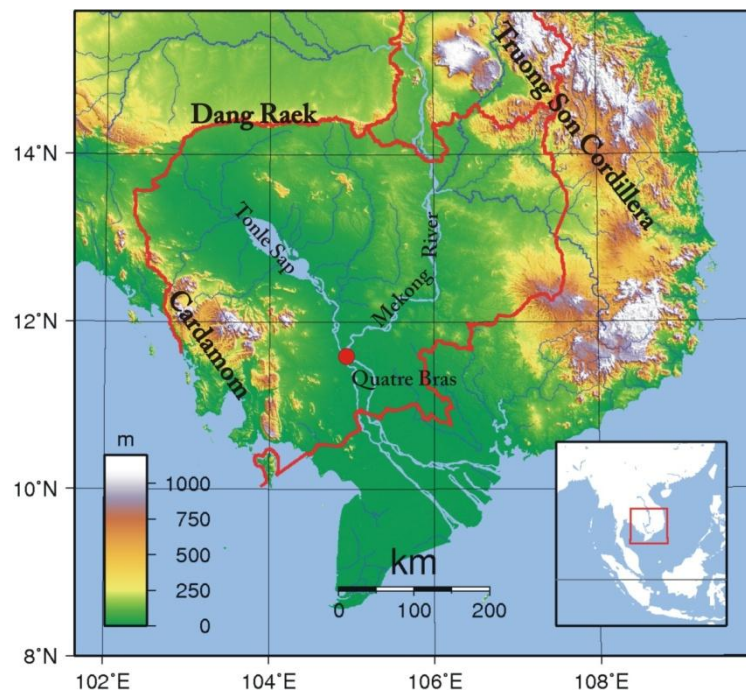 Dang Raek
Truong Son Cordillera
14°N
Tonle Sap
Mekong River
Cardamom
12°N
Quatre Bras
m
1000
750
500
250
0
10°N
km
0 100 200
8°N
102°E 104°E 106°E 108°E